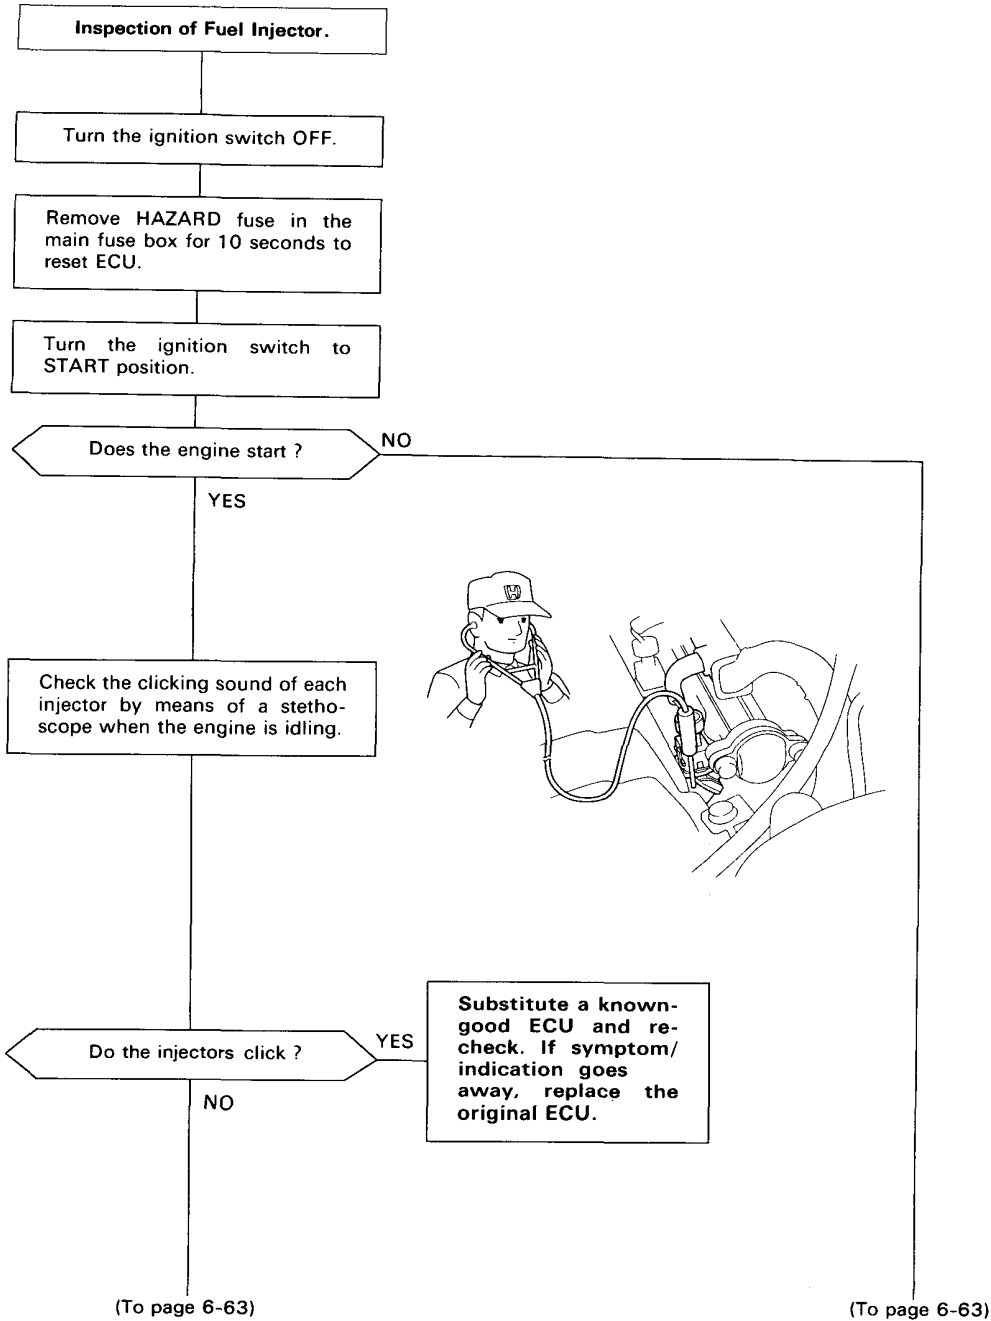 Inspection of Fuel Injector.
Turn the ignition switch OFF.
Remove HAZARD fuse in the
main fuse box for 10 seconds to
reset ECU.
Turn the ignition switch to
START position.
Does the engine start ?
NO
YES
Check the clicking sound of each
injector by means of a stetho-
scope when the engine is idling.
Do the injectors click ?
YES
Substitute a known-
good ECU and re-
check. If symptom/
indication goes
away, replace the
original ECU.
NO
(To page 6-63)
(To page 6-63)